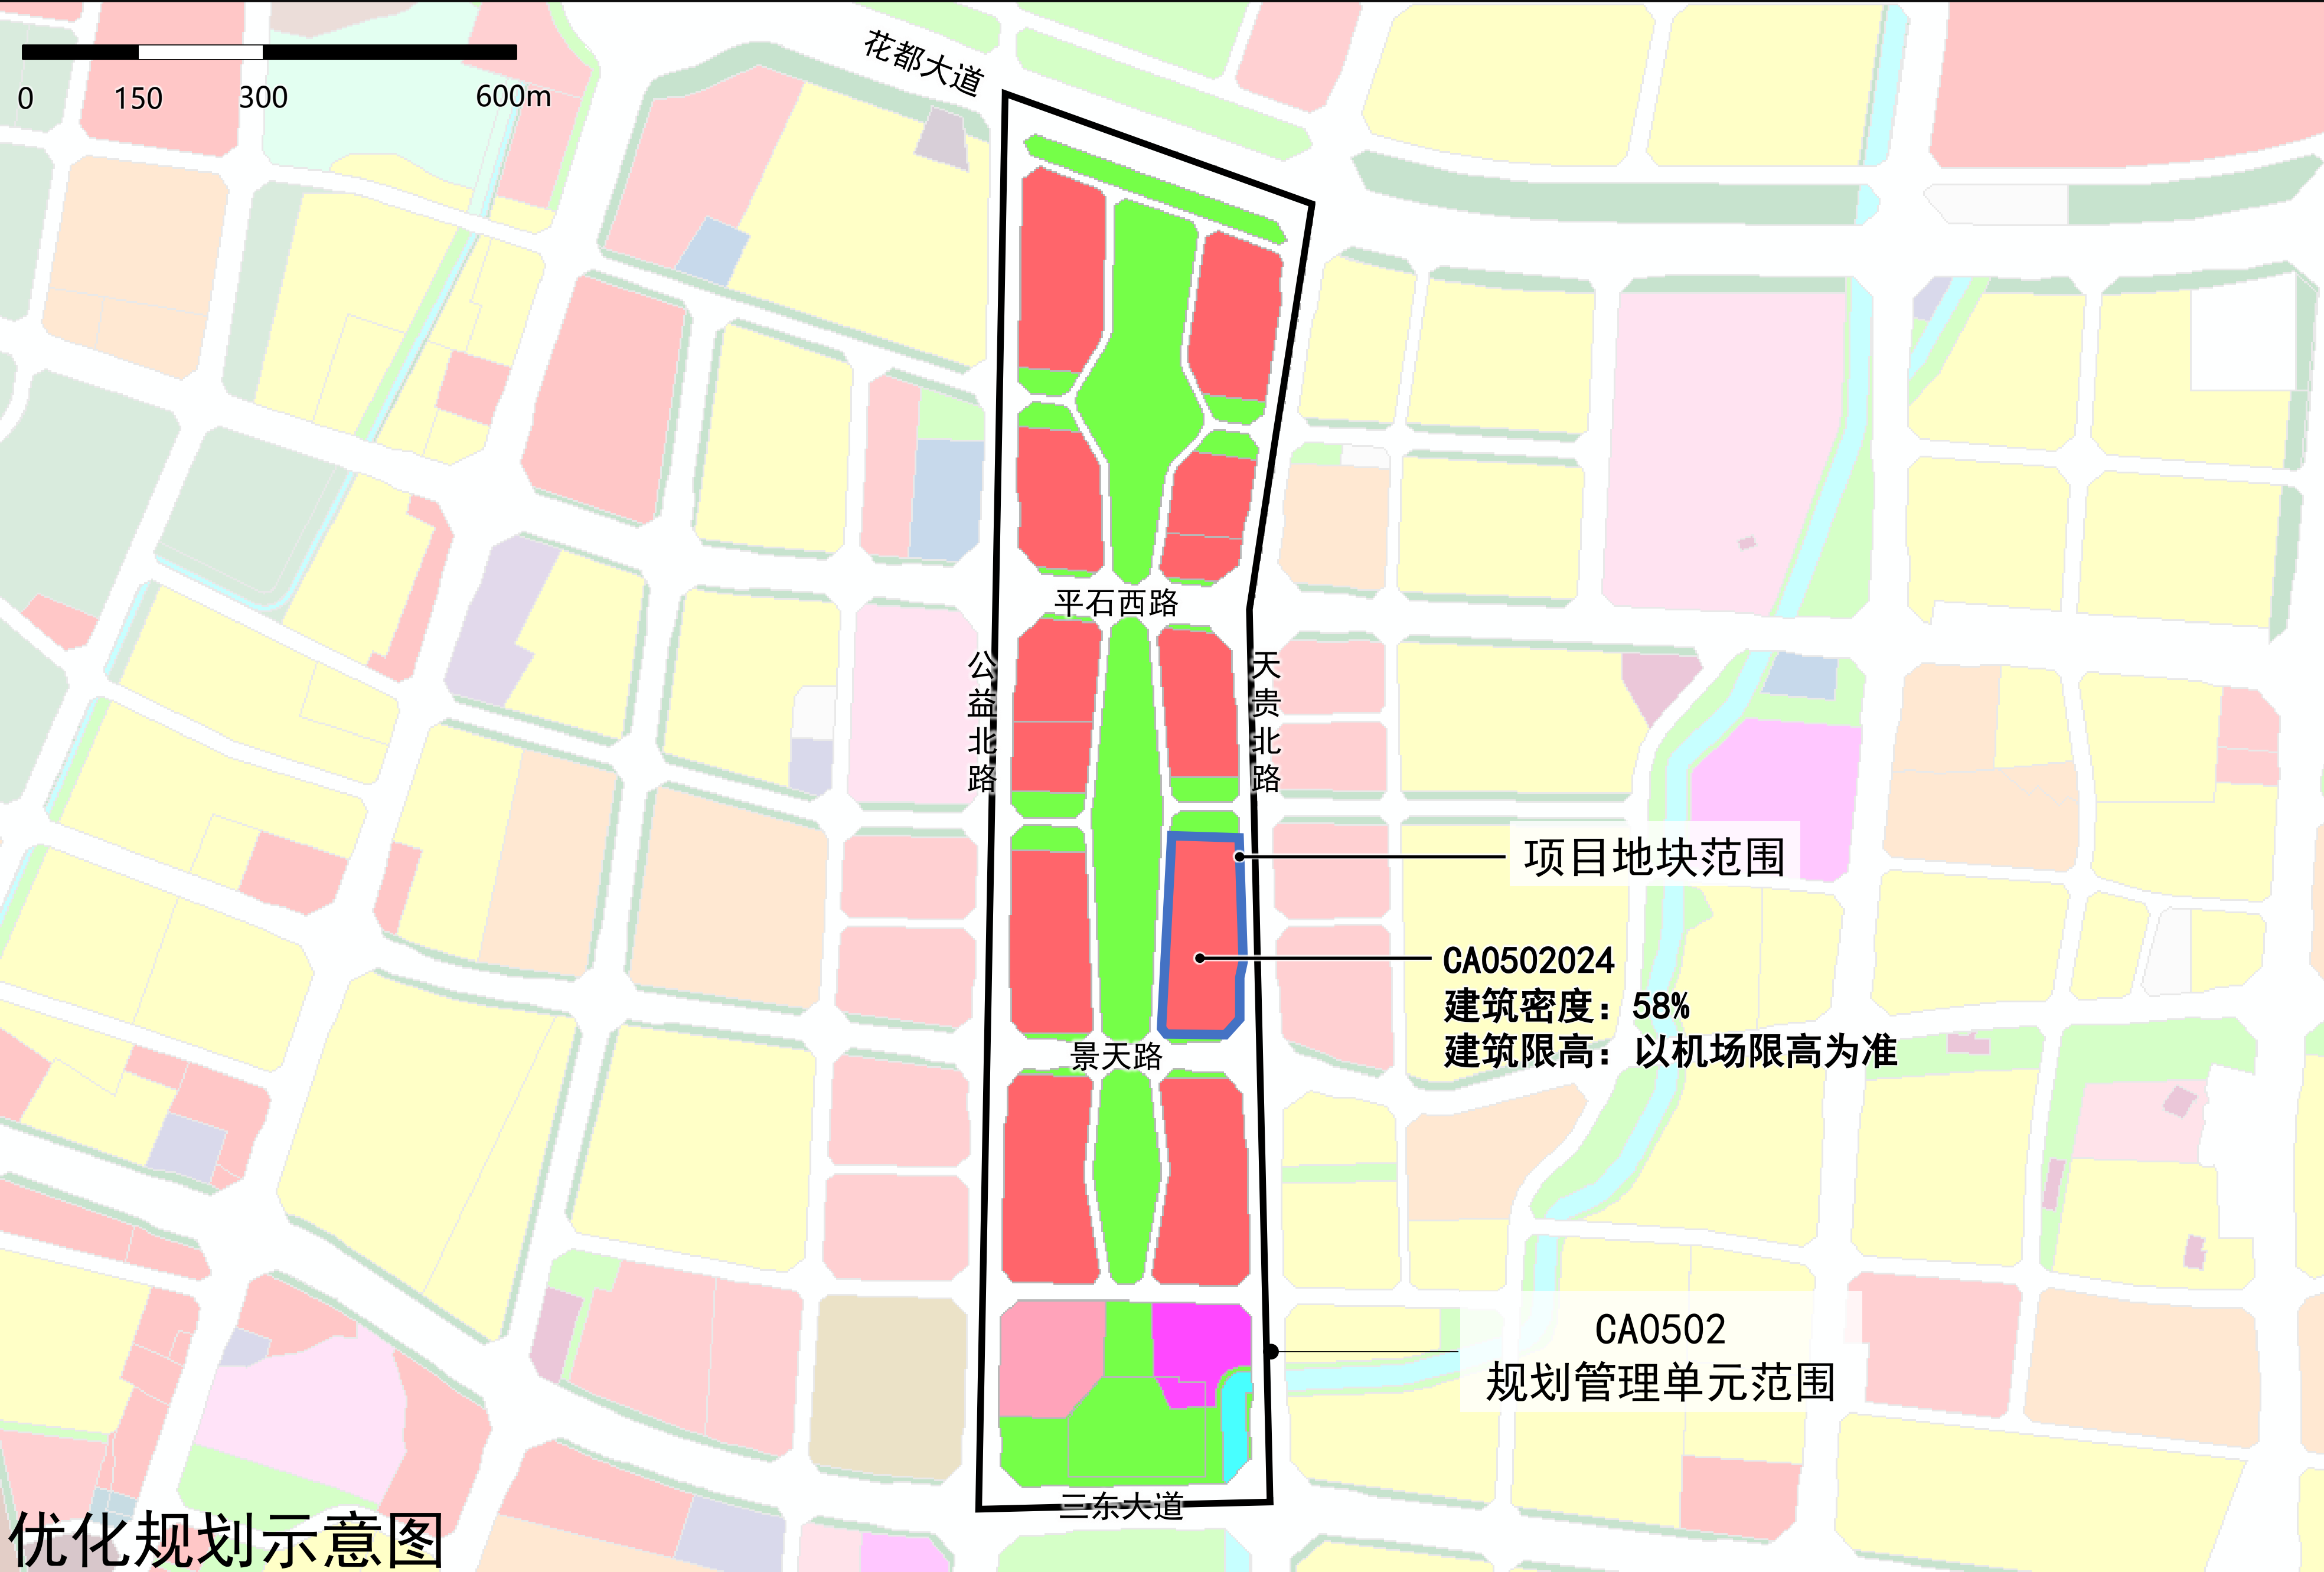 花都大道
0 150 300 600m
平石西路
公益北路
天贵北路
项目地块范围
CA0502024
建筑密度：58%
建筑限高：以机场限高为准
景天路
CA0502
规划管理单元范围
三东大道
优化规划示意图